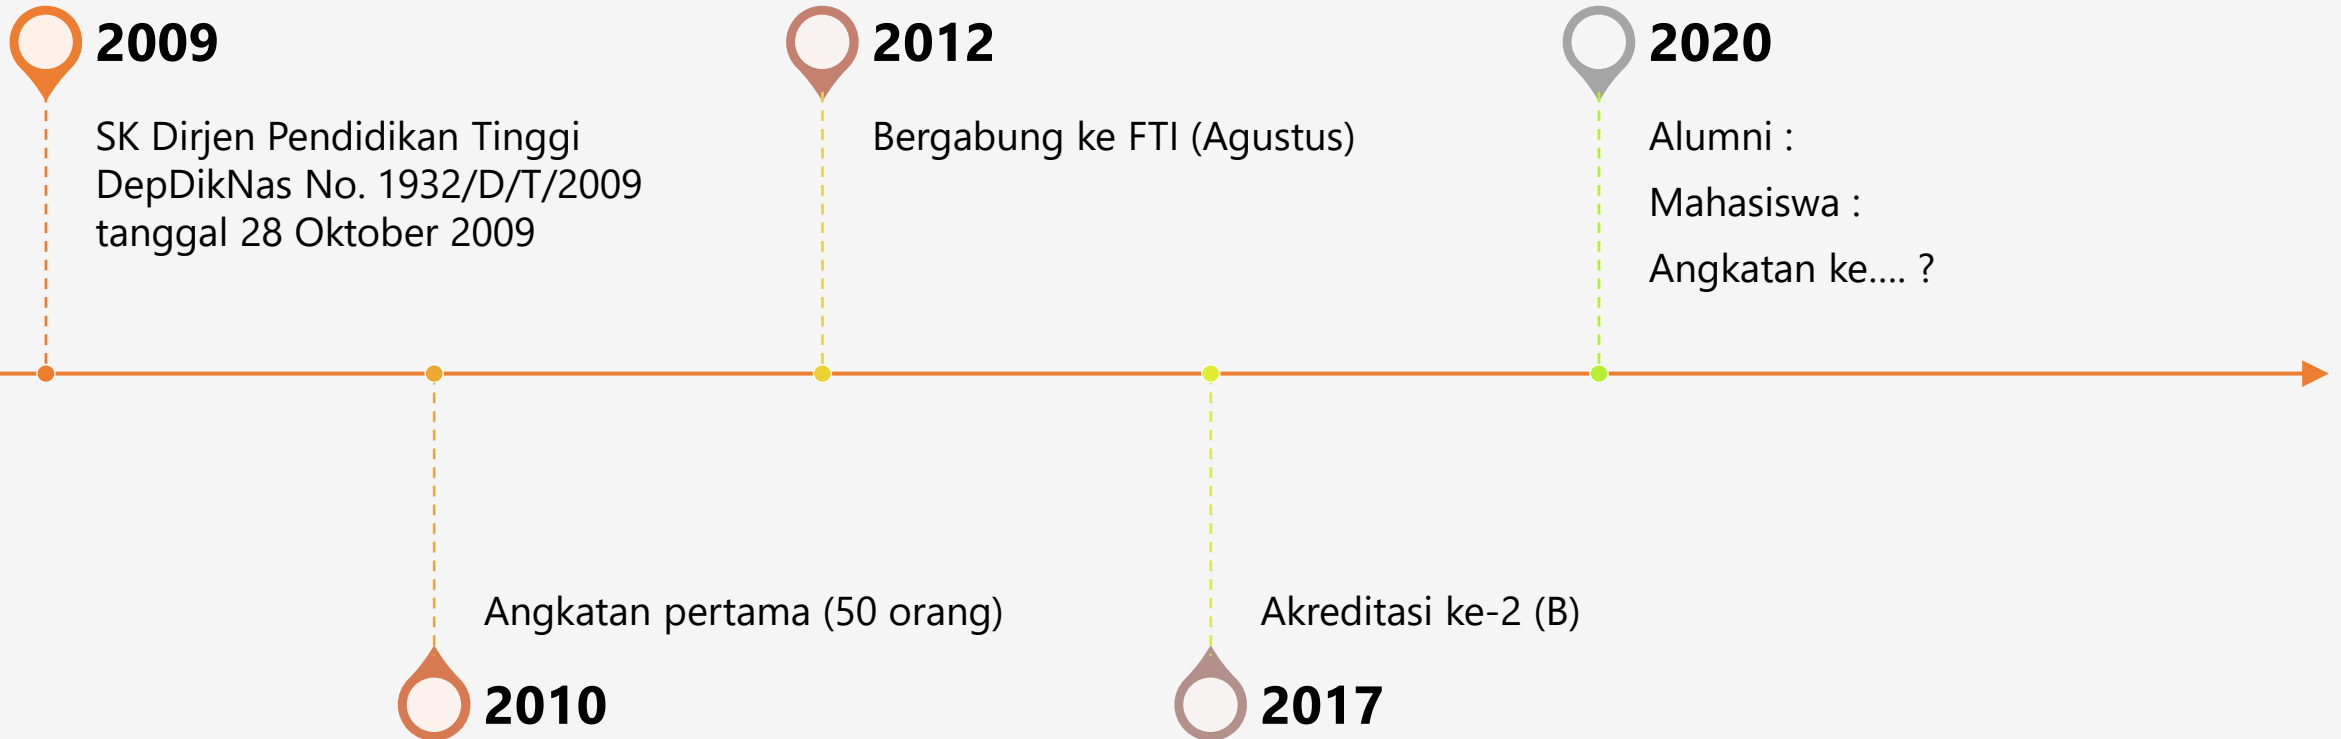 2009
SK Dirjen Pendidikan Tinggi
DepDikNas No. 1932/D/T/2009
tanggal 28 Oktober 2009
2012
Bergabung ke FTI (Agustus)
2020
Alumni :
Mahasiswa :
Angkatan ke.... ?
Angkatan pertama (50 orang)
2010
Akreditasi ke-2 (B)
2017